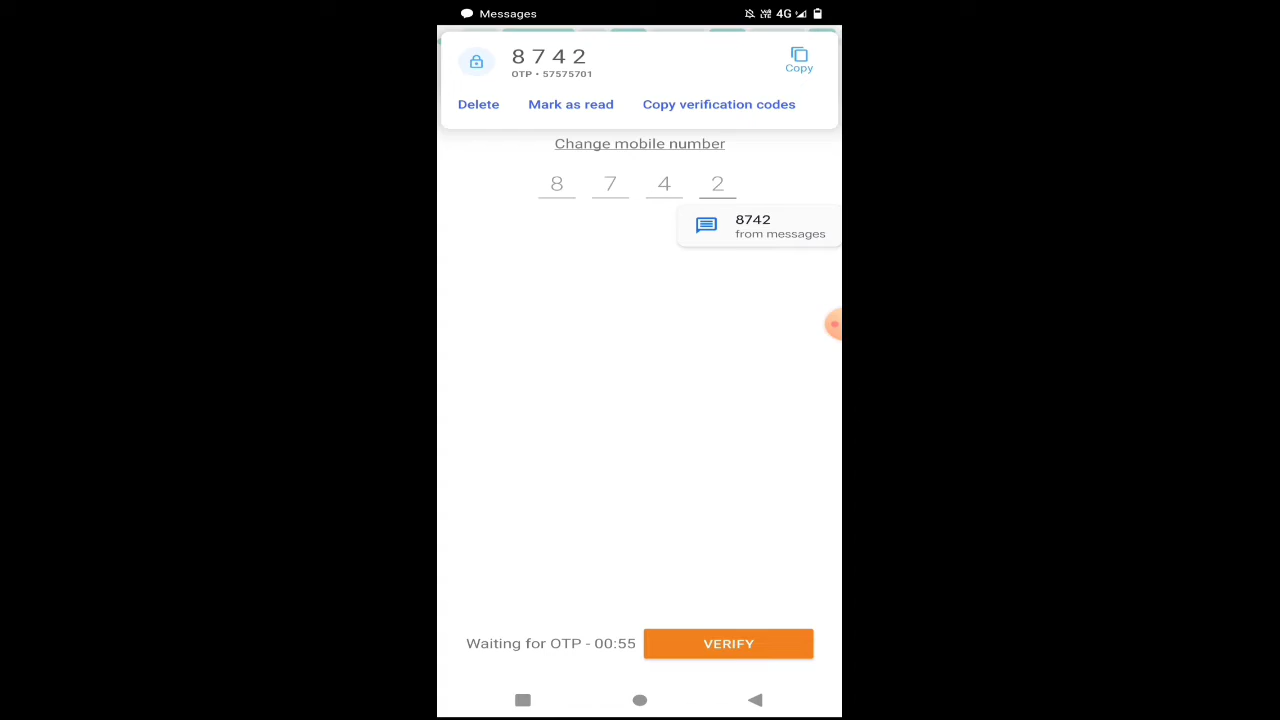 Messages
VoLTE 4G
8 7 4 2
OTP • 57575701
Copy
Delete Mark as read Copy verification codes
Change mobile number
8 7 4 2
8742
from messages
Waiting for OTP - 00:55 VERIFY